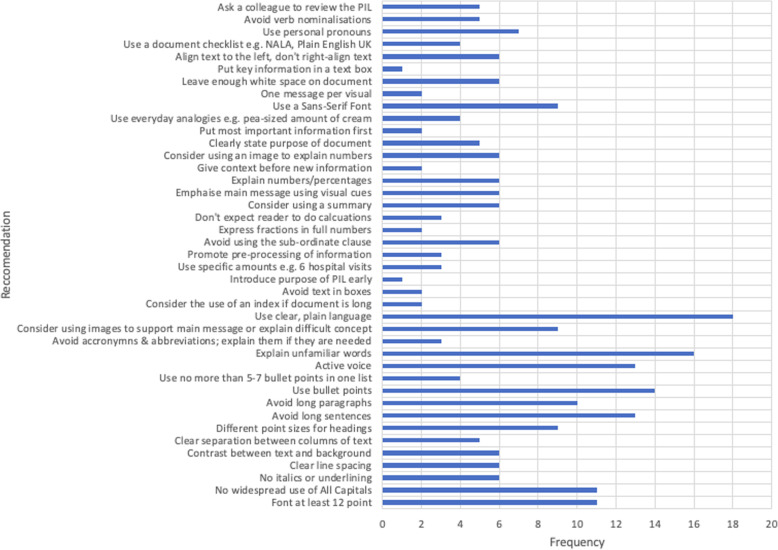 Ask a colleague to review the PIL
Avoid verb nominalisations
Use personal pronouns
Use a document checklist e.g. NALA, Plain English UK
Align text to the left, don't right-align text
Put key information in a text box
Leave enough white space on document
One message per visual
Use a Sans-Serif Font
Use everyday analogies e.g. pea-sized amount of cream
Put most important information first
Clearly state purpose of document
Consider using an image to explain numbers
Give context before new information
Explain numbers/percentages
Emphaise main message using visual cues
Consider using a summary
Don't expect reader to do calcuations
Express fractions in full numbers
Avoid using the sub-ordinate clause
Promote pre-processing of information
Use specific amounts e.g. 6 hospital visits
Introduce purpose of PIL early
Avoid text in boxes
Consider the use of an index if document is long
Use clear, plain language
Consider using images to support main message or explain difficult concept
Avoid accronymns & abbreviations; explain them if they are needed
Explain unfamiliar words
Active voice
Use no more than 5-7 bullet points in one list
Use bullet points
Avoid long paragraphs
Avoid long sentences
Different point sizes for headings
Clear separation between columns of text
Contrast between text and background
Clear line spacing
No italics or underlining
No widespread use of All Capitals
Font at least 12 point
Reccomendation
0 2 4 6 8 10 12 14 16 18 20
Frequency